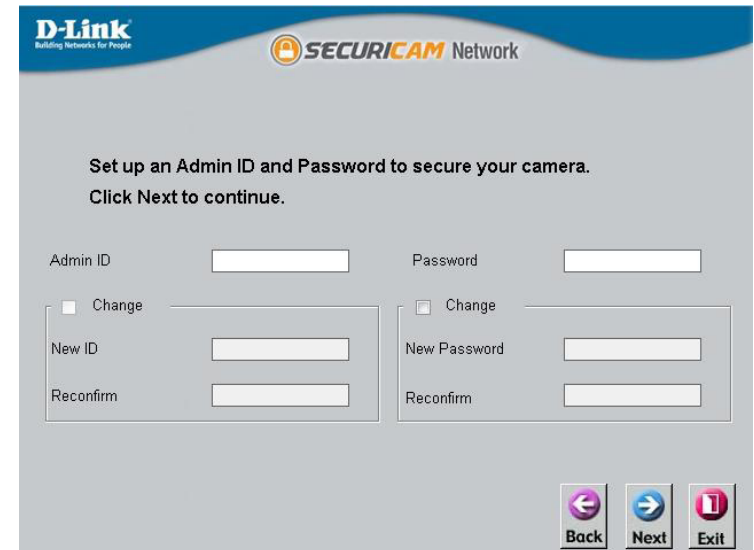 D-Link
Building Networks for People
SECURICAM Network
Set up an Admin ID and Password to secure your camera.
Click Next to continue.
Admin ID
Password
Change
Change
New ID
New Password
Reconfirm
Reconfirm
Back
Next
Exit